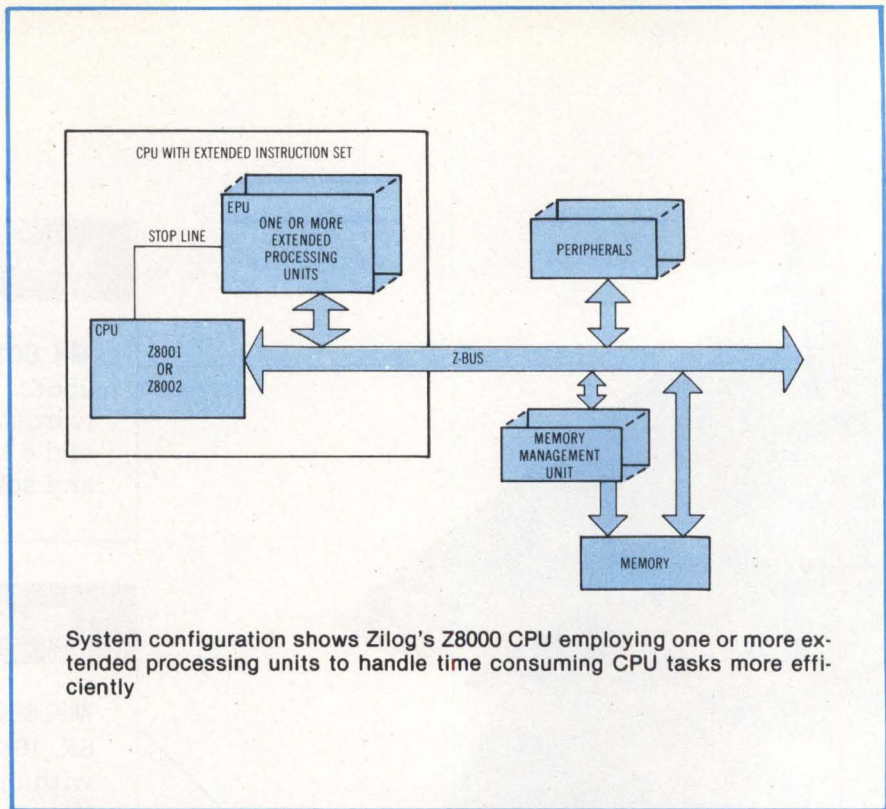 CPU WITH EXTENDED INSTRUCTION SET
EPU
ONE OR MORE
EXTENDED
PROCESSING
UNITS
STOP LINE
PERIPHERALS
CPU
Z8001
OR
Z8002
Z-BUS
MEMORY
MANAGEMENT
UNIT
MEMORY
System configuration shows Zilog's Z8000 CPU employing one or more ex-
tended processing units to handle time consuming CPU tasks more effi-
ciently